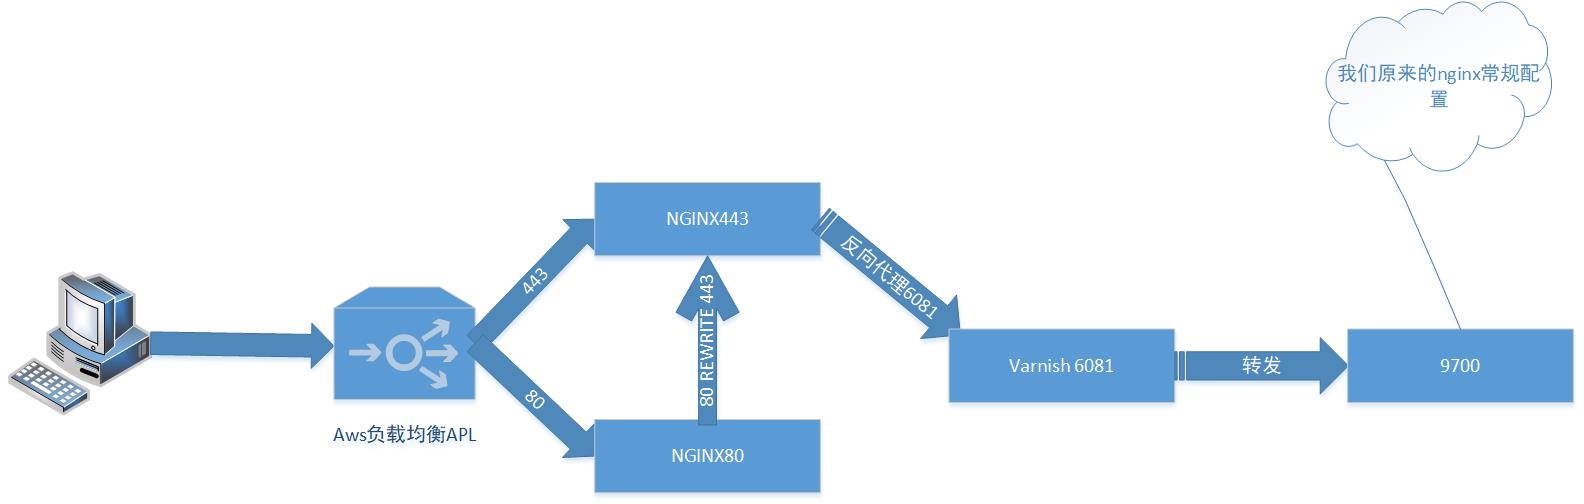 我们原来的nginx常规配
置
NGINX443
443
反向代理6081
80 REWRITE 443
Varnish 6081
转发
9700
80
Aws负载均衡APL
NGINX80